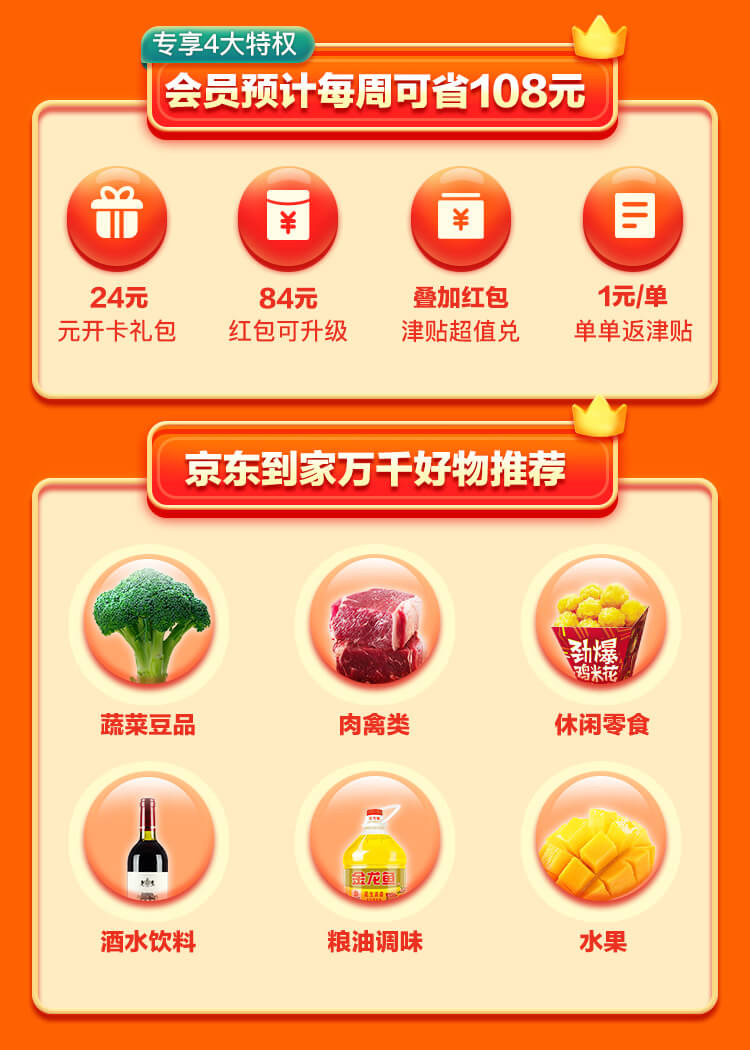 专享4大特权
会员预计每周可省108元
24元
84元
叠加红包
1元/单
元开卡礼包
红包可升级
津贴超值兑
单单返津贴
京东到家万千好物推荐
劲爆
鸡米花
蔬菜豆品
肉禽类
休闲零食
金龙鱼
酒水饮料
粮油调味
水果